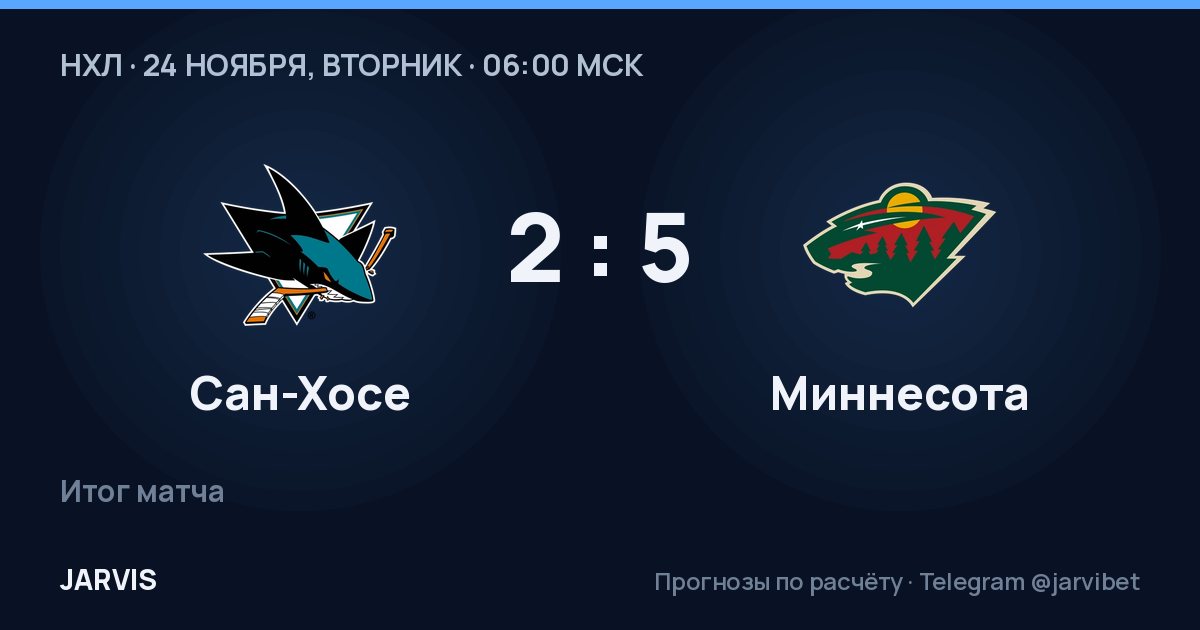 НХЛ · 24 НОЯБРЯ, ВТОРНИК · 06:00 МСК
2 : 5
Сан-Хосе Миннесота
Итог матча
JARVIS
Прогнозы по расчёту · Telegram @jarvibet